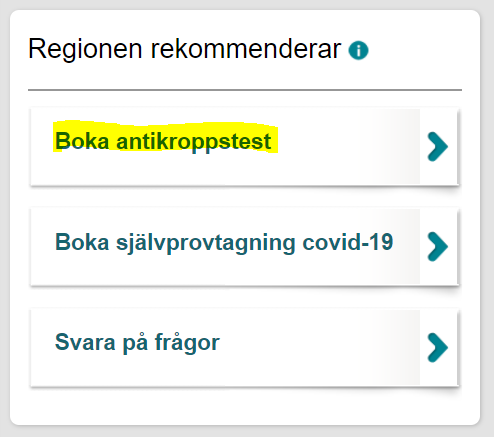 Regionen rekommenderar
Boka antikroppstest
Boka självprovtagning covid-19
Svara på frågor